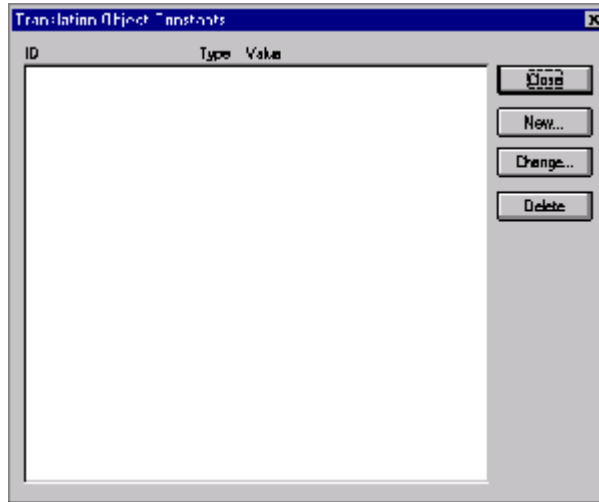 Translation Object Constants
ID Type Value
Close
New...
Change...
Delete